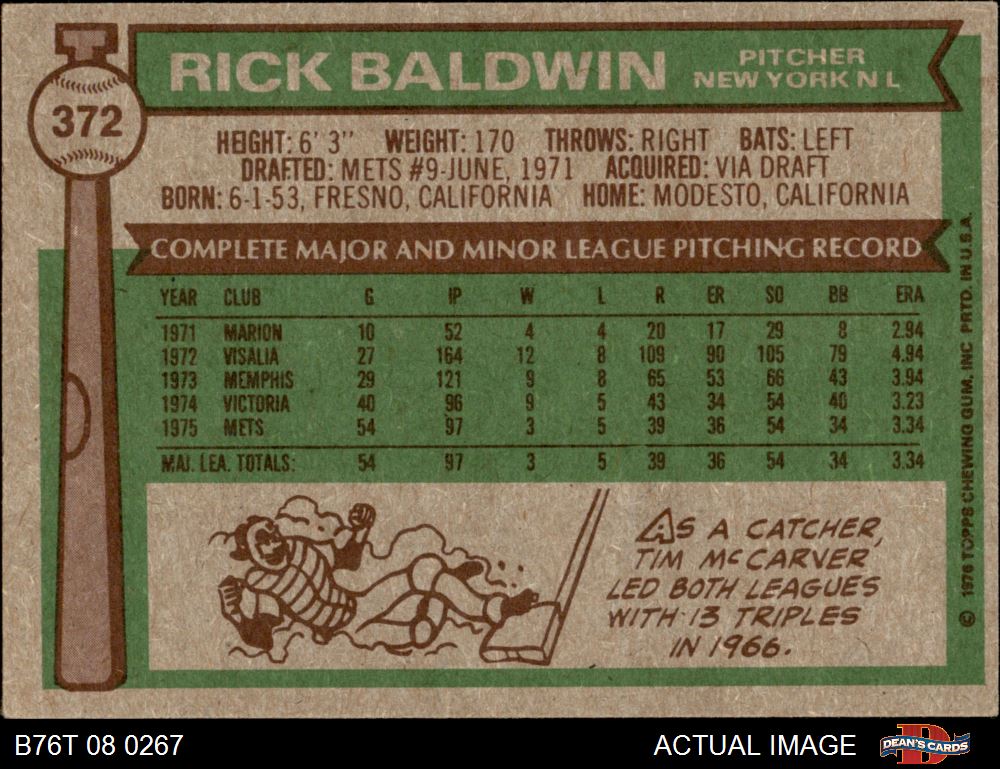 372
RICK BALDWIN
PITCHER
NEW YORK N L
HEIGHT: 6' 3" WEIGHT: 170 THROWS: RIGHT BATS: LEFT
DRAFTED: METS #9-JUNE, 1971 ACQUIRED: VIA DRAFT
BORN: 6-1-53, FRESNO, CALIFORNIA HOME: MODESTO, CALIFORNIA
COMPLETE MAJOR AND MINOR LEAGUE PITCHING RECORD
YEAR CLUB G IP W L R ER SO BB ERA
1971 MARION 10 52 4 4 20 17 29 8 2.94
1972 VISALIA 27 164 12 8 109 90 105 79 4.94
1973 MEMPHIS 29 121 9 8 65 53 66 43 3.94
1974 VICTORIA 40 96 9 5 43 34 54 40 3.23
1975 METS 54 97 3 5 39 36 54 34 3.34
MAJ. LEA. TOTALS: 54 97 3 5 39 36 54 34 3.34
AS A CATCHER,
TIM McCARVER
LED BOTH LEAGUES
WITH 13 TRIPLES
IN 1966.
© 1976 TOPPS CHEWING GUM, INC PRTD. IN U.S.A.
B76T 08 0267
ACTUAL IMAGE
DEAN'S CARDS